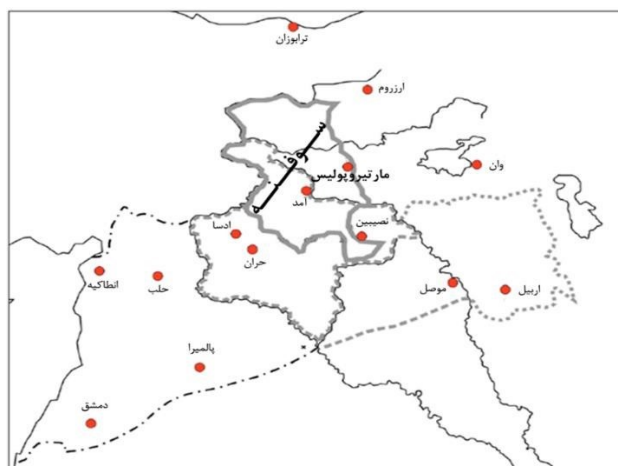 ترابوزان
ارزروم
وان
سوفنه
مارتیروپولیس
آمد
نصیبین
ادسا
حران
انطاکیه
حلب
موصل
اربیل
پالمیرا
دمشق